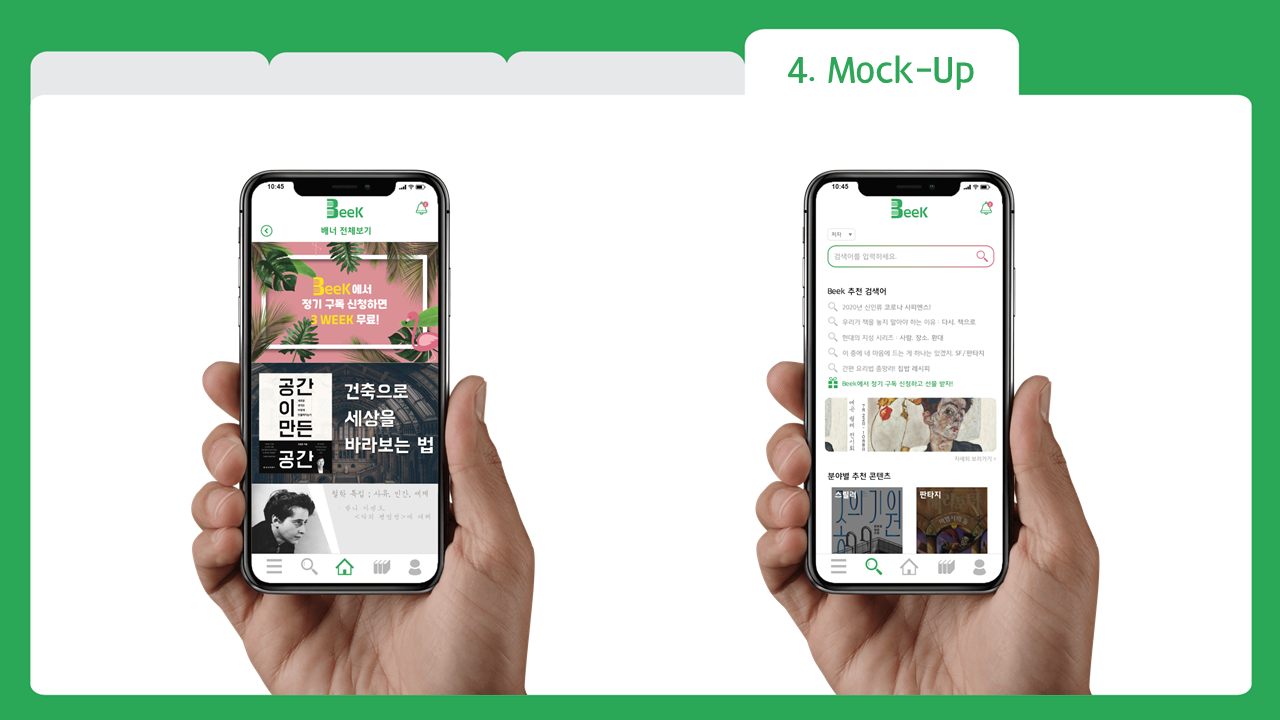 4. Mock-Up
10:45
BeeK
배너 전체보기
BeeK에서
정기 구독 신청하면
3 WEEK 무료!
공간
이
만든
공간
건축으로
세상을
바라보는 법
철학 특집 ; 사유, 인간, 세계
10:45
BeeK
저자
검색어를 입력하세요.
Beek 추천 검색어
2020년 신인류 코로나 사피엔스!
우리가 책을 놓지 말아야 하는 이유 : 다시, 책으로
현대의 지성 시리즈 : 사람, 장소, 환대
이 중에 네 마음에 드는 게 하나는 있겠지, SF/판타지
간편 요리법 총망라! 집밥 레시피
Beek에서 정기 구독 신청하고 선물 받자!
자세히 보러가기 >
분야별 추천 콘텐츠
스릴러
판타지